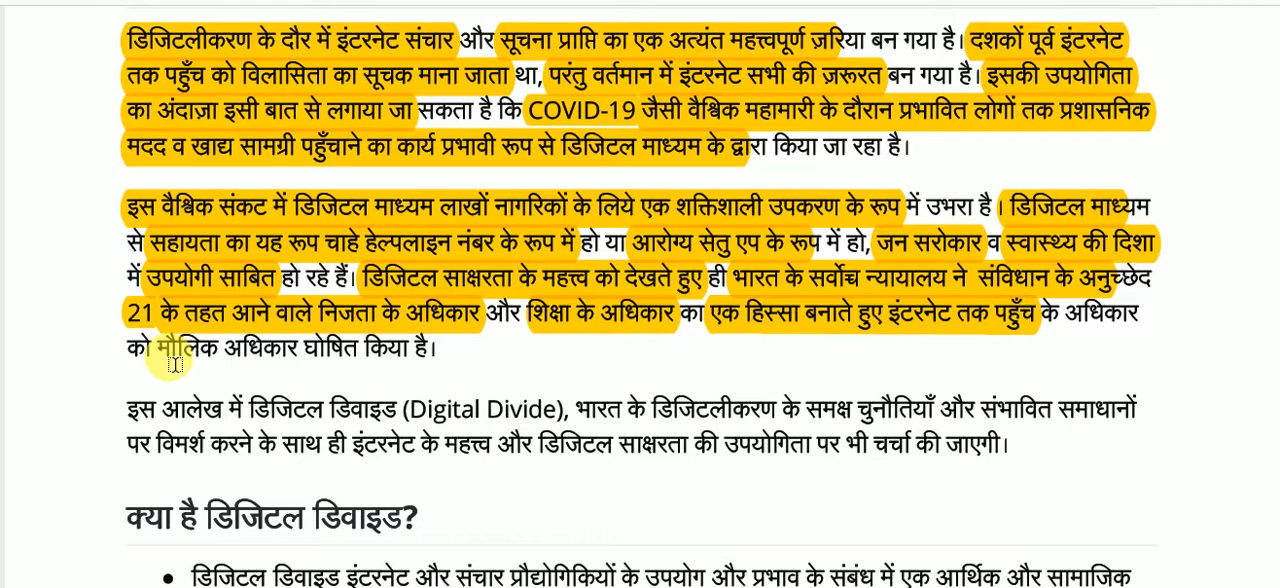 डिजिटलीकरण के दौर में इंटरनेट संचार और सूचना प्राप्ति का एक अत्यंत महत्त्वपूर्ण ज़रिया बन गया है। दशकों पूर्व इंटरनेट
तक पहुँच को विलासिता का सूचक माना जाता था, परंतु वर्तमान में इंटरनेट सभी की ज़रूरत बन गया है। इसकी उपयोगिता
का अंदाज़ा इसी बात से लगाया जा सकता है कि COVID-19 जैसी वैश्विक महामारी के दौरान प्रभावित लोगों तक प्रशासनिक
मदद व खाद्य सामग्री पहुँचाने का कार्य प्रभावी रूप से डिजिटल माध्यम के द्वारा किया जा रहा है।
इस वैश्विक संकट में डिजिटल माध्यम लाखों नागरिकों के लिये एक शक्तिशाली उपकरण के रूप में उभरा है। डिजिटल माध्यम
से सहायता का यह रूप चाहे हेल्पलाइन नंबर के रूप में हो या आरोग्य सेतु एप के रूप में हो, जन सरोकार व स्वास्थ्य की दिशा
में उपयोगी साबित हो रहे हैं। डिजिटल साक्षरता के महत्त्व को देखते हुए ही भारत के सर्वोच्च न्यायालय ने संविधान के अनुच्छेद
21 के तहत आने वाले निजता के अधिकार और शिक्षा के अधिकार का एक हिस्सा बनाते हुए इंटरनेट तक पहुँच के अधिकार
को मौलिक अधिकार घोषित किया है।
इस आलेख में डिजिटल डिवाइड (Digital Divide), भारत के डिजिटलीकरण के समक्ष चुनौतियाँ और संभावित समाधानों
पर विमर्श करने के साथ ही इंटरनेट के महत्त्व और डिजिटल साक्षरता की उपयोगिता पर भी चर्चा की जाएगी।
क्या है डिजिटल डिवाइड?
• डिजिटल डिवाइड इंटरनेट और संचार प्रौद्योगिकियों के उपयोग और प्रभाव के संबंध में एक आर्थिक और सामाजिक